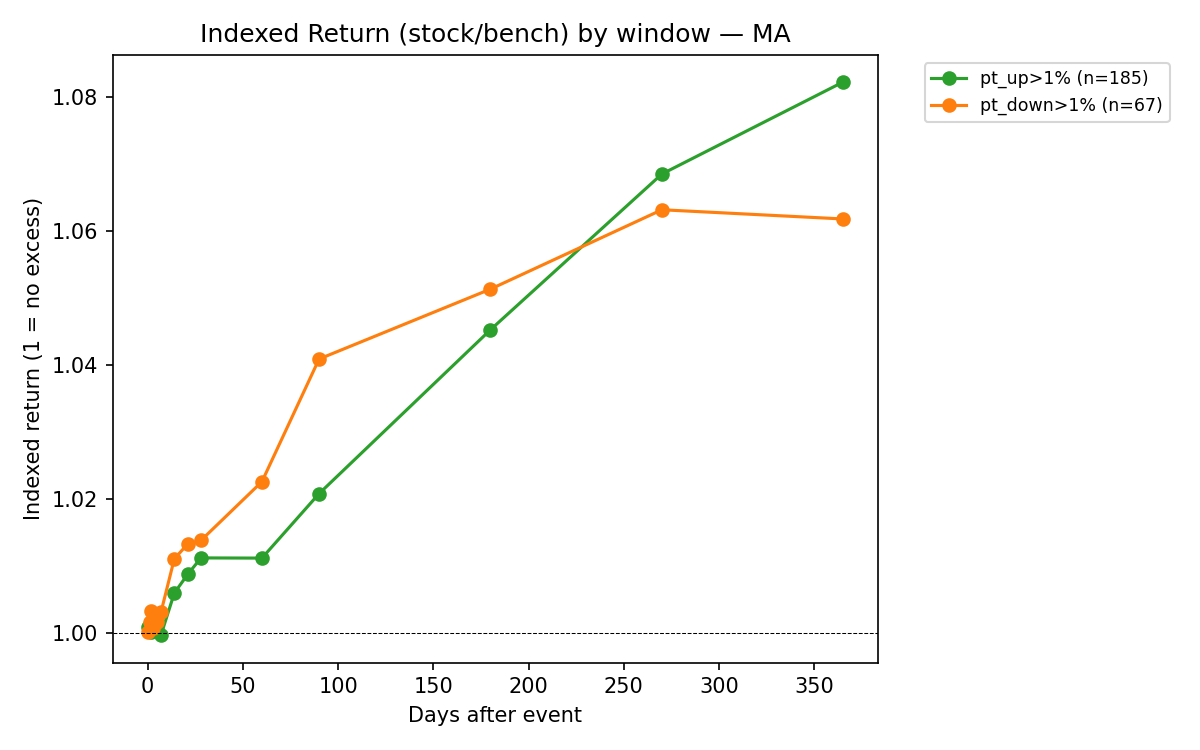 Indexed Return (stock/bench) by window — MA
pt_up>1% (n=185)
pt_down>1% (n=67)
Indexed return (1 = no excess)
1.08
1.06
1.04
1.02
1.00
0 50 100 150 200 250 300 350
Days after event